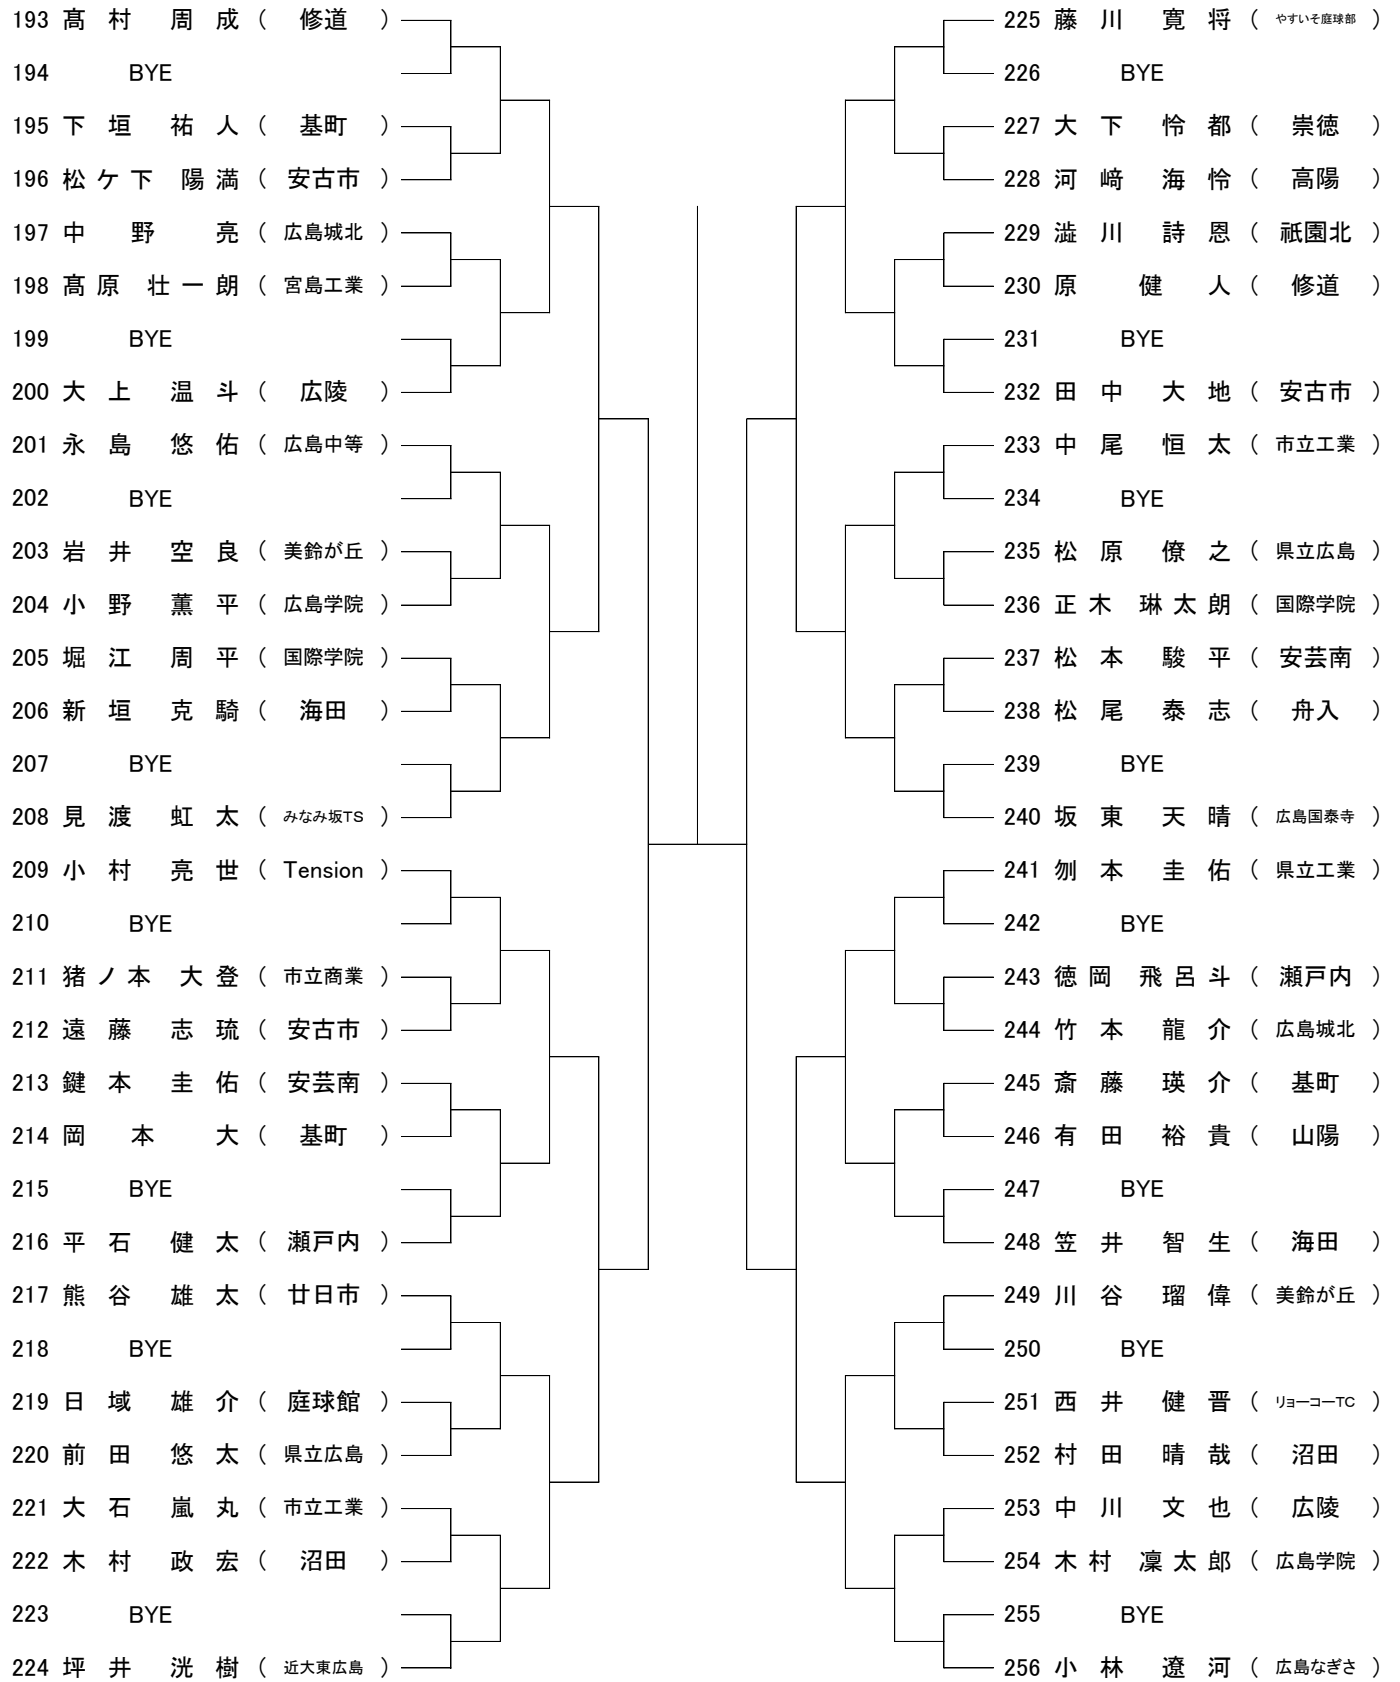 193 髙村 周成 ( 修道 )
194 BYE
195 下垣 祐人 ( 基町 )
196 松ケ下 陽満 ( 安古市 )
197 中野 亮 ( 広島城北 )
198 髙原 壮一朗 ( 宮島工業 )
199 BYE
200 大上 温斗 ( 広陵 )
201 永島 悠佑 ( 広島中等 )
202 BYE
203 岩井 空良 ( 美鈴が丘 )
204 小野 薫平 ( 広島学院 )
205 堀江 周平 ( 国際学院 )
206 新垣 克騎 ( 海田 )
207 BYE
208 見渡 虹太 ( みなみ坂TS )
209 小村 亮世 ( Tension )
210 BYE
211 猪ノ本 大登 ( 市立商業 )
212 遠藤 志琉 ( 安古市 )
213 鍵本 圭佑 ( 安芸南 )
214 岡本 大 ( 基町 )
215 BYE
216 平石 健太 ( 瀬戸内 )
217 熊谷 雄太 ( 廿日市 )
218 BYE
219 日域 雄介 ( 庭球館 )
220 前田 悠太 ( 県立広島 )
221 大石 嵐丸 ( 市立工業 )
222 木村 政宏 ( 沼田 )
223 BYE
224 坪井 洸樹 ( 近大東広島 )
225 藤川 寛将 ( やすいそ庭球部 )
226 BYE
227 大下 怜都 ( 崇徳 )
228 河﨑 海怜 ( 高陽 )
229 澁川 詩恩 ( 祇園北 )
230 原 健人 ( 修道 )
231 BYE
232 田中 大地 ( 安古市 )
233 中尾 恒太 ( 市立工業 )
234 BYE
235 松原 僚之 ( 県立広島 )
236 正木 琳太朗 ( 国際学院 )
237 松本 駿平 ( 安芸南 )
238 松尾 泰志 ( 舟入 )
239 BYE
240 坂東 天晴 ( 広島国泰寺 )
241 刎本 圭佑 ( 県立工業 )
242 BYE
243 徳岡 飛呂斗 ( 瀬戸内 )
244 竹本 龍介 ( 広島城北 )
245 斎藤 瑛介 ( 基町 )
246 有田 裕貴 ( 山陽 )
247 BYE
248 笠井 智生 ( 海田 )
249 川谷 瑠偉 ( 美鈴が丘 )
250 BYE
251 西井 健晋 ( リョーコーTC )
252 村田 晴哉 ( 沼田 )
253 中川 文也 ( 広陵 )
254 木村 凜太郎 ( 広島学院 )
255 BYE
256 小林 遼河 ( 広島なぎさ )